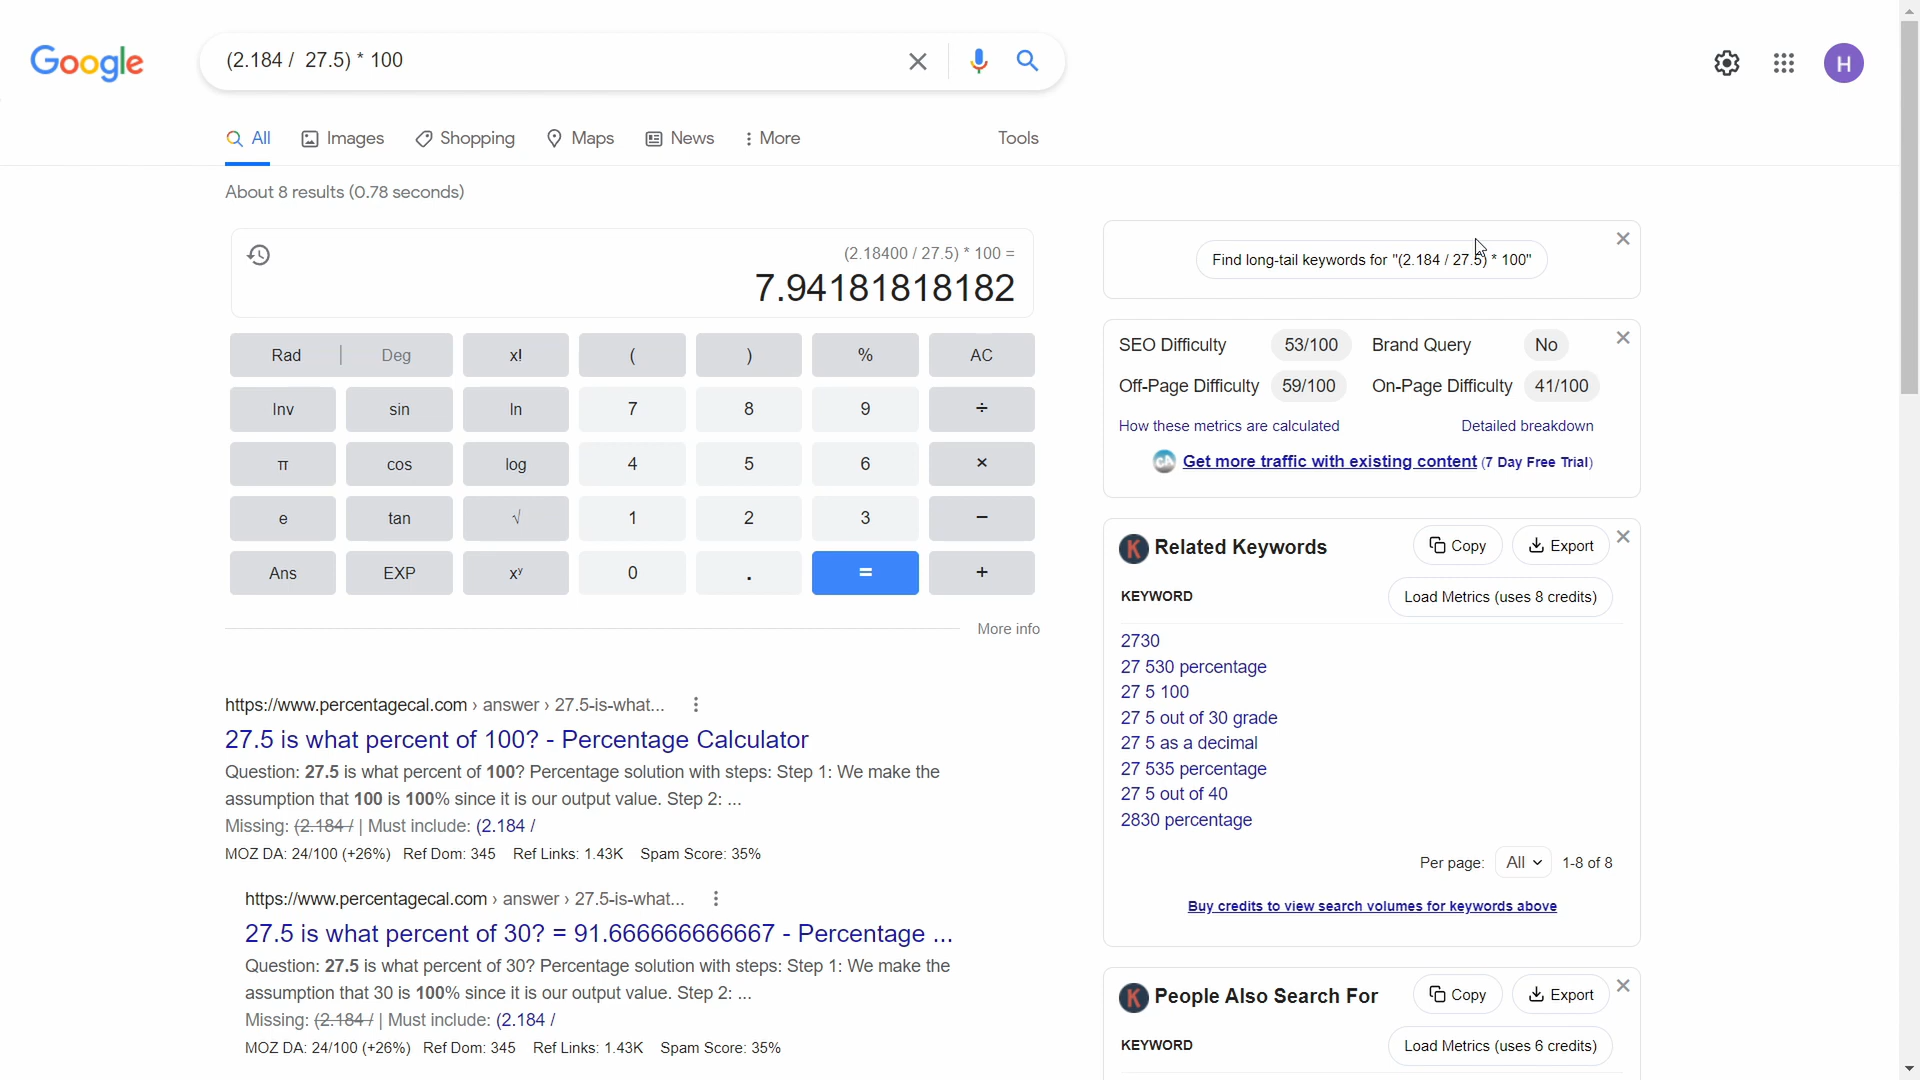 Google
(2.184 /  27.5) * 100
H
All
Images
Shopping
Maps
News
More
Tools
About 8 results (0.78 seconds)
(2.18400 / 27.5) * 100 =
7.94181818182
Rad | Deg x! ( ) % AC
Inv sin ln 7 8 9 ÷
π cos log 4 5 6 ×
e tan √ 1 2 3 −
Ans EXP xʸ 0 . = +
More info
https://www.percentagecal.com › answer › 27.5-is-what...
27.5 is what percent of 100? - Percentage Calculator
Question: 27.5 is what percent of 100? Percentage solution with steps: Step 1: We make the
assumption that 100 is 100% since it is our output value. Step 2: ...
Missing: (2.184 / | Must include: (2.184 /
MOZ DA: 24/100 (+26%) Ref Dom: 345 Ref Links: 1.43K Spam Score: 35%
https://www.percentagecal.com › answer › 27.5-is-what...
27.5 is what percent of 30? = 91.666666666667 - Percentage ...
Question: 27.5 is what percent of 30? Percentage solution with steps: Step 1: We make the
assumption that 30 is 100% since it is our output value. Step 2: ...
Missing: (2.184 / | Must include: (2.184 /
MOZ DA: 24/100 (+26%) Ref Dom: 345 Ref Links: 1.43K Spam Score: 35%
Find long-tail keywords for "(2.184 / 27.5) * 100"
SEO Difficulty 53/100 Brand Query No
Off-Page Difficulty 59/100 On-Page Difficulty 41/100
How these metrics are calculated Detailed breakdown
CA Get more traffic with existing content (7 Day Free Trial)
K Related Keywords Copy Export
KEYWORD Load Metrics (uses 8 credits)
2730
27 530 percentage
27 5 100
27 5 out of 30 grade
27 5 as a decimal
27 535 percentage
27 5 out of 40
2830 percentage
Per page: All 1-8 of 8
Buy credits to view search volumes for keywords above
K People Also Search For Copy Export
KEYWORD Load Metrics (uses 6 credits)